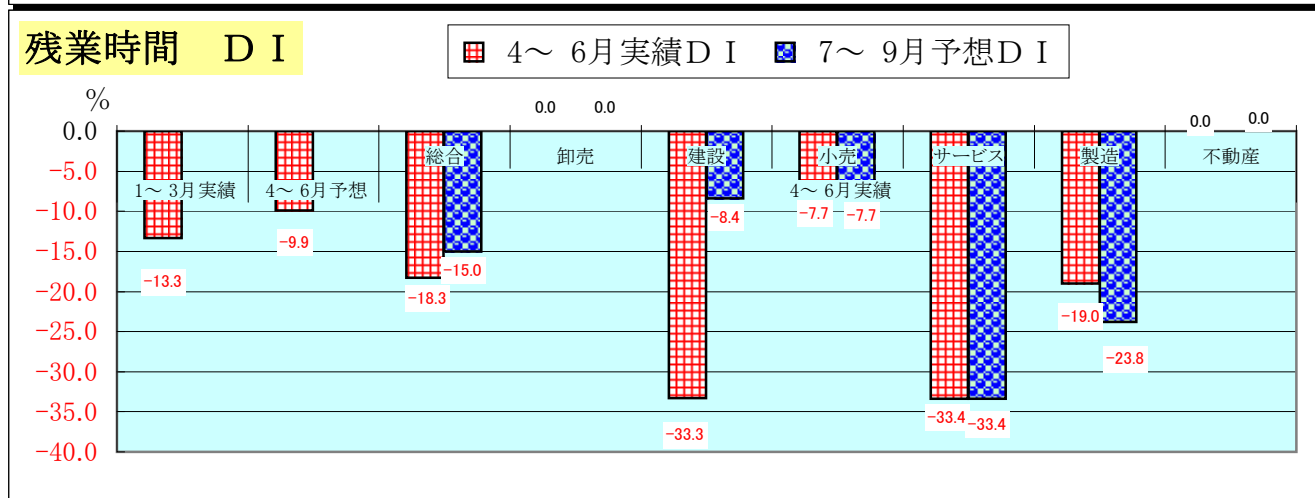 残業時間　ＤＩ
4～ 6月実績ＤＩ 7～ 9月予想ＤＩ
%
0.0 0.0 0.0 0.0
0.0
総合 卸売 建設 小売 サービス 製造 不動産
-5.0
1～ 3月実績 4～ 6月予想 4～ 6月実績
-10.0
-7.7 -7.7 -8.4
-9.9
-15.0
-13.3 -15.0
-18.3
-20.0
-19.0
-25.0
-23.8
-30.0
-35.0
-33.3 -33.4 -33.4
-40.0